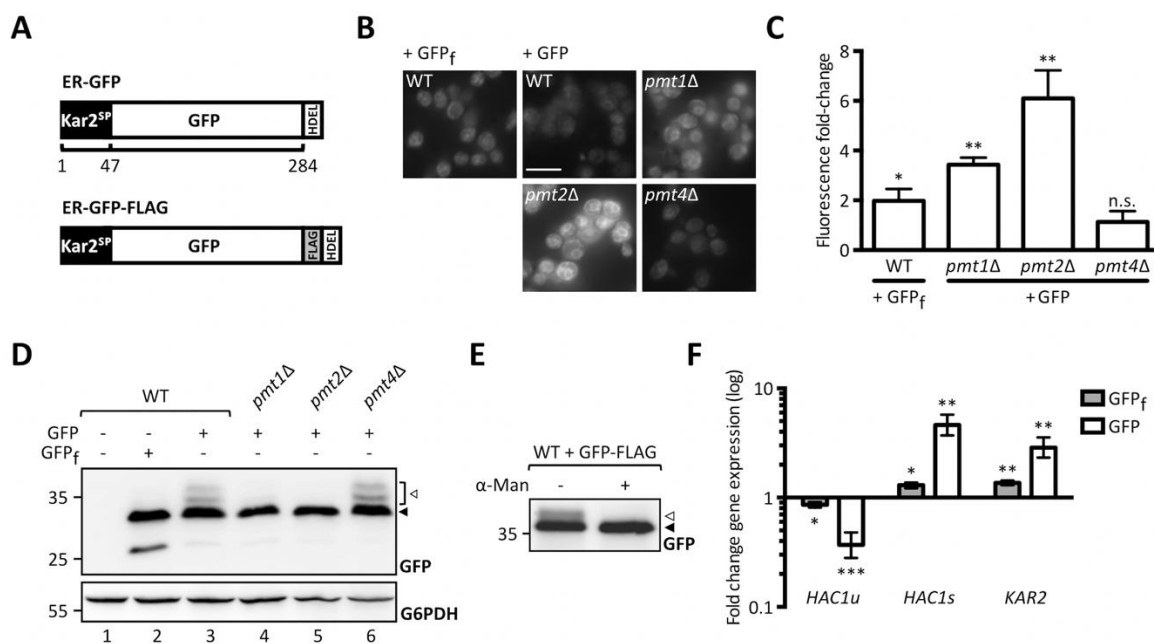 A
ER-GFP
Kar2SP GFP HDEL
1 47 284
ER-GFP-FLAG
Kar2SP GFP FLAG HDEL
B
+ GFPf + GFP
WT WT pmt1Δ
pmt2Δ pmt4Δ
C
Fluorescence fold-change
8
6
4
2
0
* ** ** n.s.
WT pmt1Δ pmt2Δ pmt4Δ
+ GFPf +GFP
D
WT pmt1Δ pmt2Δ pmt4Δ
GFP - - + + + +
GFPf - + - - - -
35
25
GFP
55
G6PDH
1 2 3 4 5 6
E
WT + GFP-FLAG
α-Man - +
35
GFP
F
Fold change gene expression (log)
10
1
0.1
GFPf
GFP
* *** * ** ** **
HAC1u HAC1s KAR2